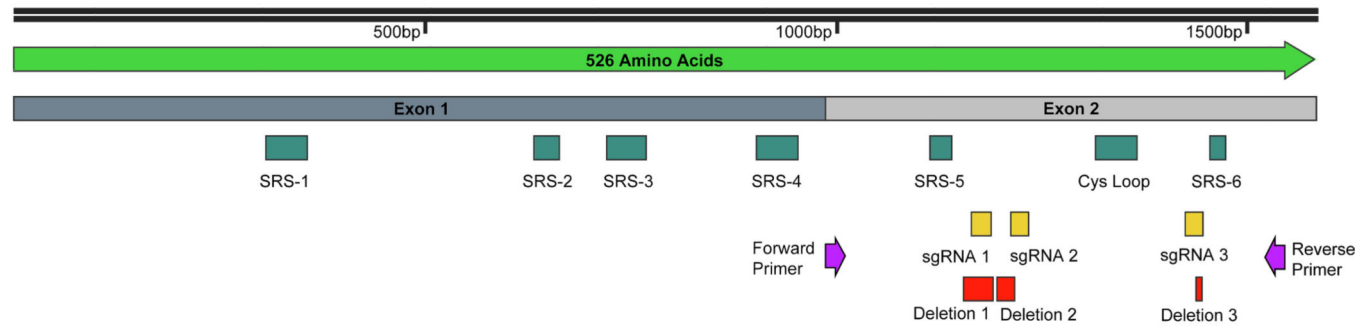 500bp
1000bp
1500bp
526 Amino Acids
Exon 1
Exon 2
SRS-1
SRS-2
SRS-3
SRS-4
SRS-5
Cys Loop
SRS-6
Forward
Primer
sgRNA 1
sgRNA 2
sgRNA 3
Reverse
Primer
Deletion 1
Deletion 2
Deletion 3